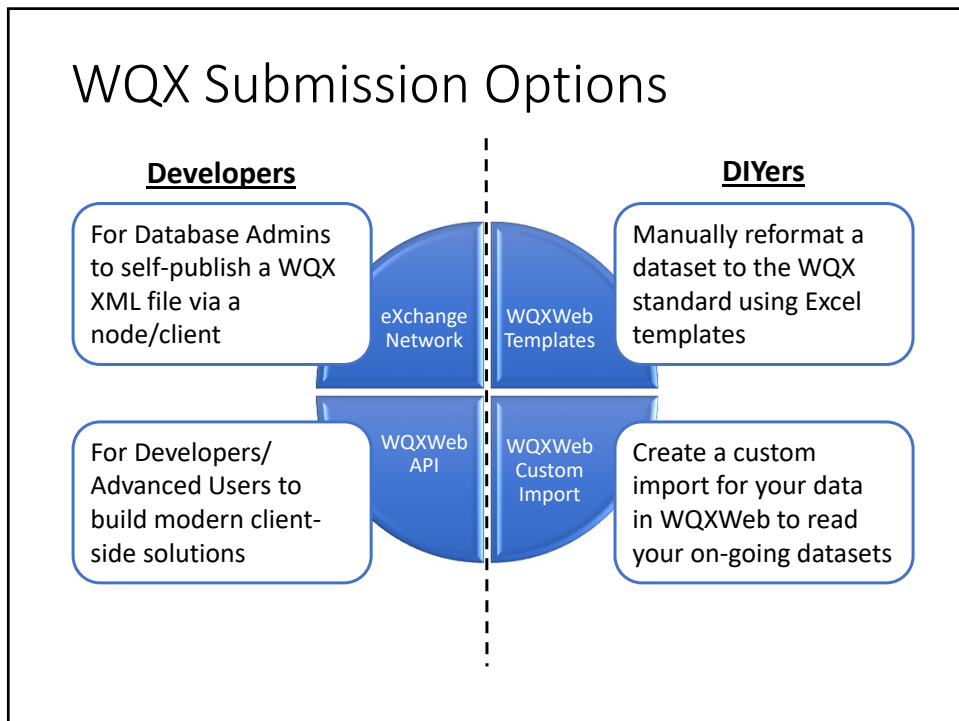 WQX Submission Options
Developers
For Database Admins
to self-publish a WQX
XML file via a
node/client
eXchange
Network
For Developers/
Advanced Users to
build modern client-
side solutions
WQXWeb
API
DIYers
WQXWeb
Templates
Manually reformat a
dataset to the WQX
standard using Excel
templates
WQXWeb
Custom
Import
Create a custom
import for your data
in WQXWeb to read
your on-going datasets